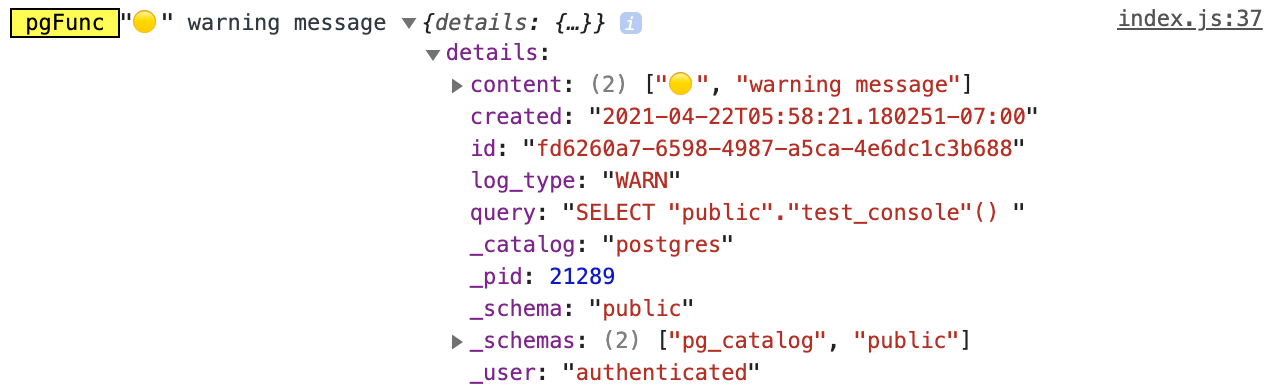 pgFunc "🟡" warning message ▼{details: {…}} i index.js:37
▼details:
▶content: (2) ["🟡", "warning message"]
created: "2021-04-22T05:58:21.180251-07:00"
id: "fd6260a7-6598-4987-a5ca-4e6dc1c3b688"
log_type: "WARN"
query: "SELECT "public"."test_console"() "
_catalog: "postgres"
_pid: 21289
_schema: "public"
▶_schemas: (2) ["pg_catalog", "public"]
_user: "authenticated"